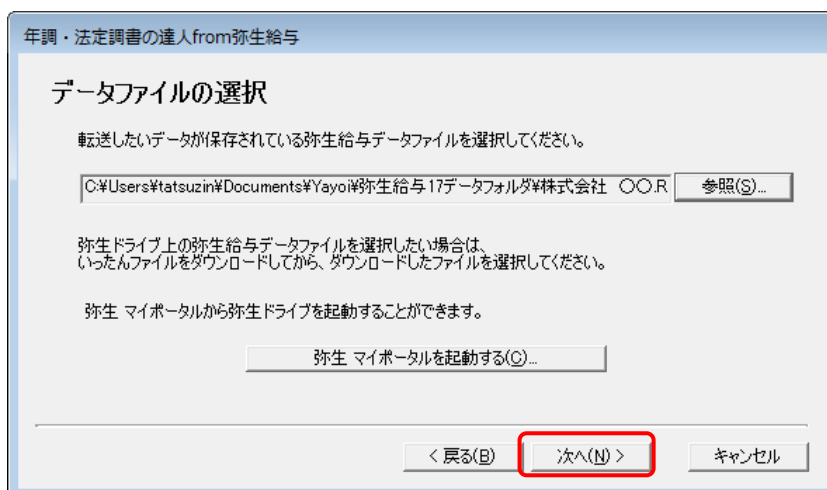 年調・法定調書の達人from弥生給与
データファイルの選択
転送したいデータが保存されている弥生給与データファイルを選択してください。
C:¥Users¥tatsuzin¥Documents¥Yayoi¥弥生給与17データフォルダ¥株式会社　〇〇.R
参照(S)...
弥生ドライブ上の弥生給与データファイルを選択したい場合は、
いったんファイルをダウンロードしてから、ダウンロードしたファイルを選択してください。
弥生 マイポータルから弥生ドライブを起動することができます。
弥生 マイポータルを起動する(C)...
< 戻る(B)
次へ(N) >
キャンセル